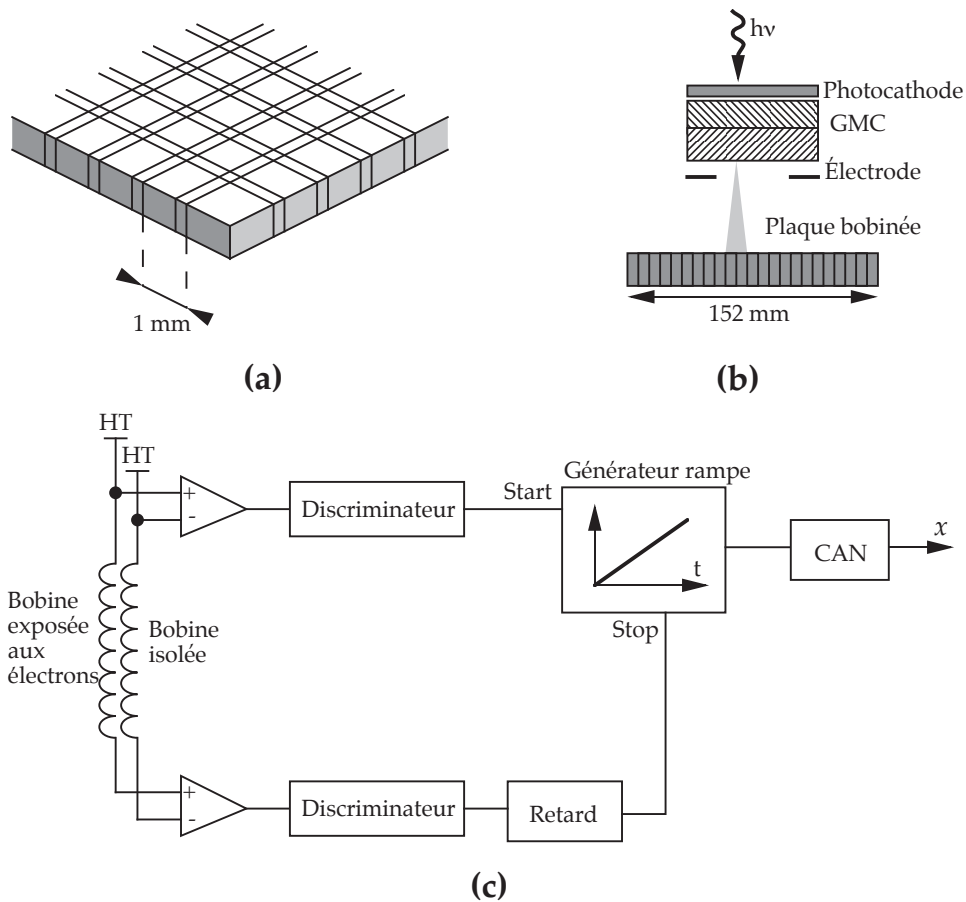 1 mm
(a)
hν
Photocathode
GMC
Électrode
Plaque bobinée
152 mm
(b)
HT
HT
+
-
Discriminateur
Start
Générateur rampe
t
Stop
CAN
x
Bobine
exposée
aux
électrons
Bobine
isolée
+
-
Discriminateur
Retard
(c)